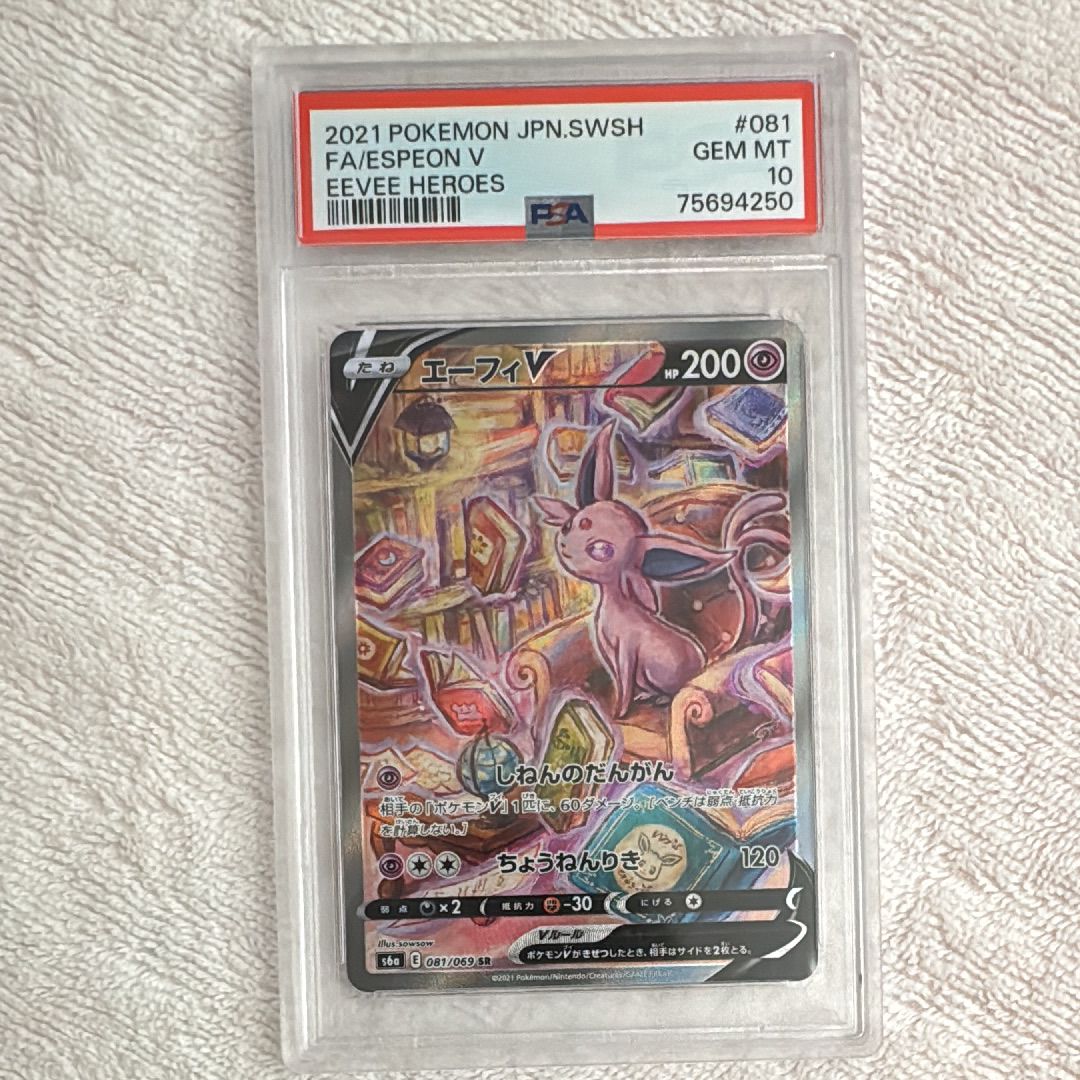 2021 POKEMON JPN.SWSH #081
FA/ESPEON V GEM MT
EEVEE HEROES 10
PSA 75694250
たね エーフィV HP 200
しねんのだんがん
相手の「ポケモンV」1匹に、60ダメージ。[ベンチは弱点・抵抗力
を計算しない。]
ちょうねんりき 120
弱点 ×2 抵抗力 -30 にげる
Illus. sowsow
Vルール
ポケモンVがきぜつしたとき、相手はサイドを2枚とる。
s6a E 081/069 SR
©2021 Pokémon/Nintendo/Creatures/GAME FREAK